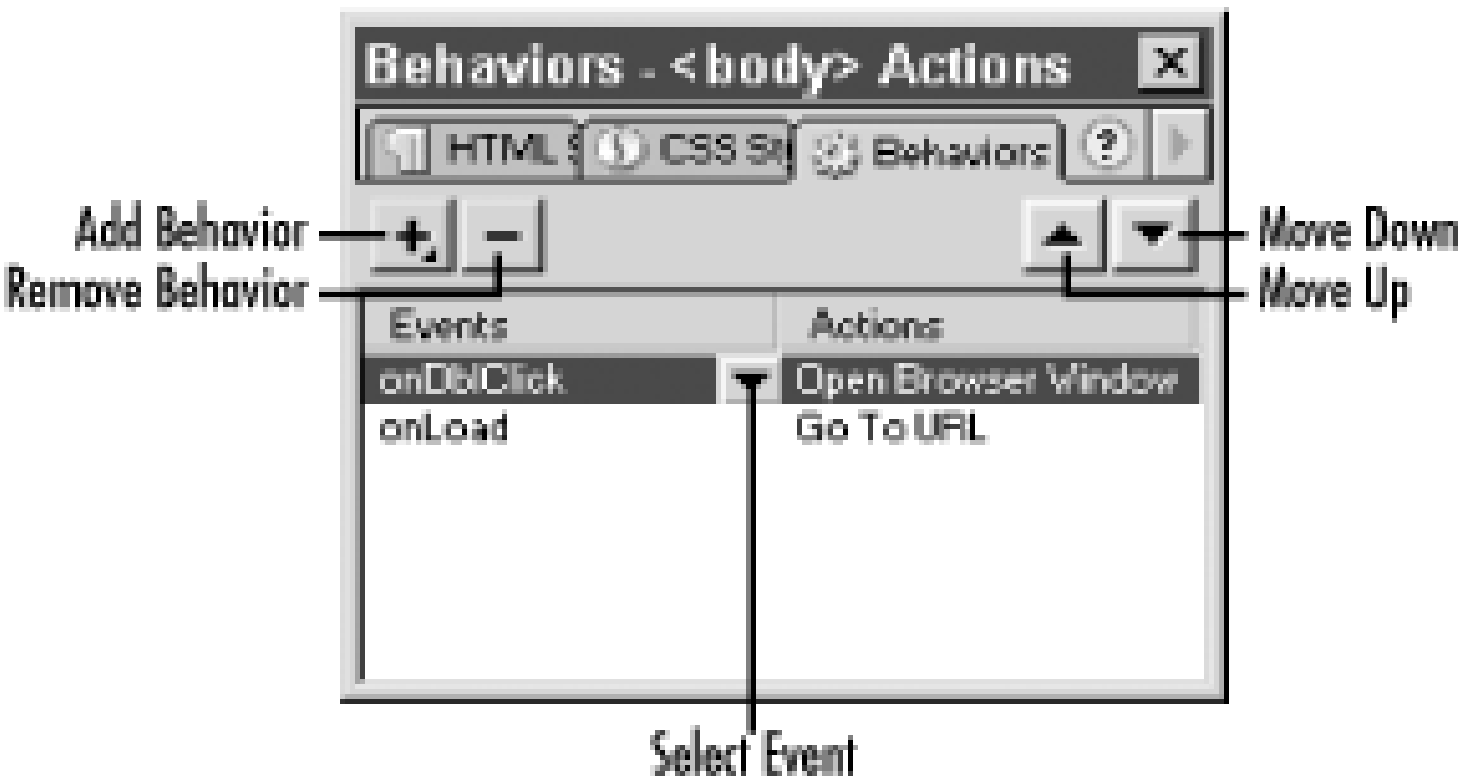 Behaviors - <body> Actions
HTML S CSS Sty Behaviors ?
Add Behavior
Remove Behavior
Move Down
Move Up
Events Actions
onDblClick Open Browser Window
onLoad Go To URL
Select Event